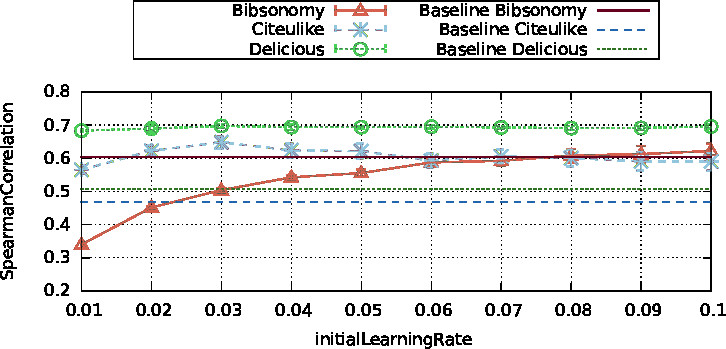 Bibsonomy Baseline Bibsonomy
Citeulike Baseline Citeulike
Delicious Baseline Delicious
0.8
0.7
0.6
0.5
0.4
0.3
0.2
SpearmanCorrelation
0.01 0.02 0.03 0.04 0.05 0.06 0.07 0.08 0.09 0.1
initialLearningRate